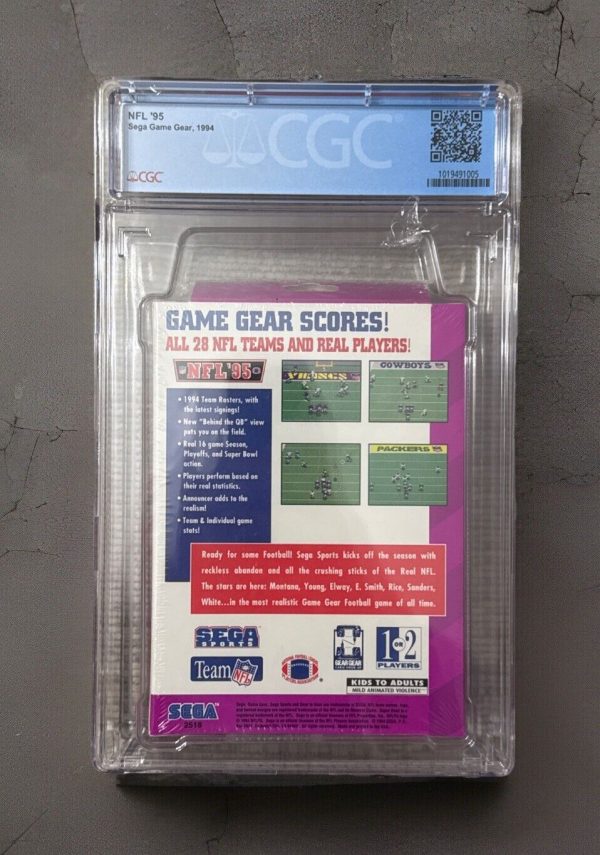 NFL '95
Sega Game Gear, 1994
CGC
CGC
1019491005
GAME GEAR SCORES!
ALL 28 NFL TEAMS AND REAL PLAYERS!
NFL '95
• 1994 Team Rosters, with
the latest signings!
• New "Behind the QB" view
puts you on the field.
• Real 16 game Season,
Playoffs, and Super Bowl
action.
• Players perform based on
their real statistics.
• Announcer adds to the
realism!
• Team & Individual game
stats!
VIKINGS
COWBOYS
PACKERS
Ready for some Football! Sega Sports kicks off the season with
reckless abandon and all the crushing sticks of the Real NFL.
The stars are here: Montana, Young, Elway, E. Smith, Rice, Sanders,
White...in the most realistic Game Gear Football game of all time.
SEGA
SPORTS
Team NFL
GEAR GEAR
1 OR 2
PLAYERS
KIDS TO ADULTS
MILD ANIMATED VIOLENCE
SEGA
2518